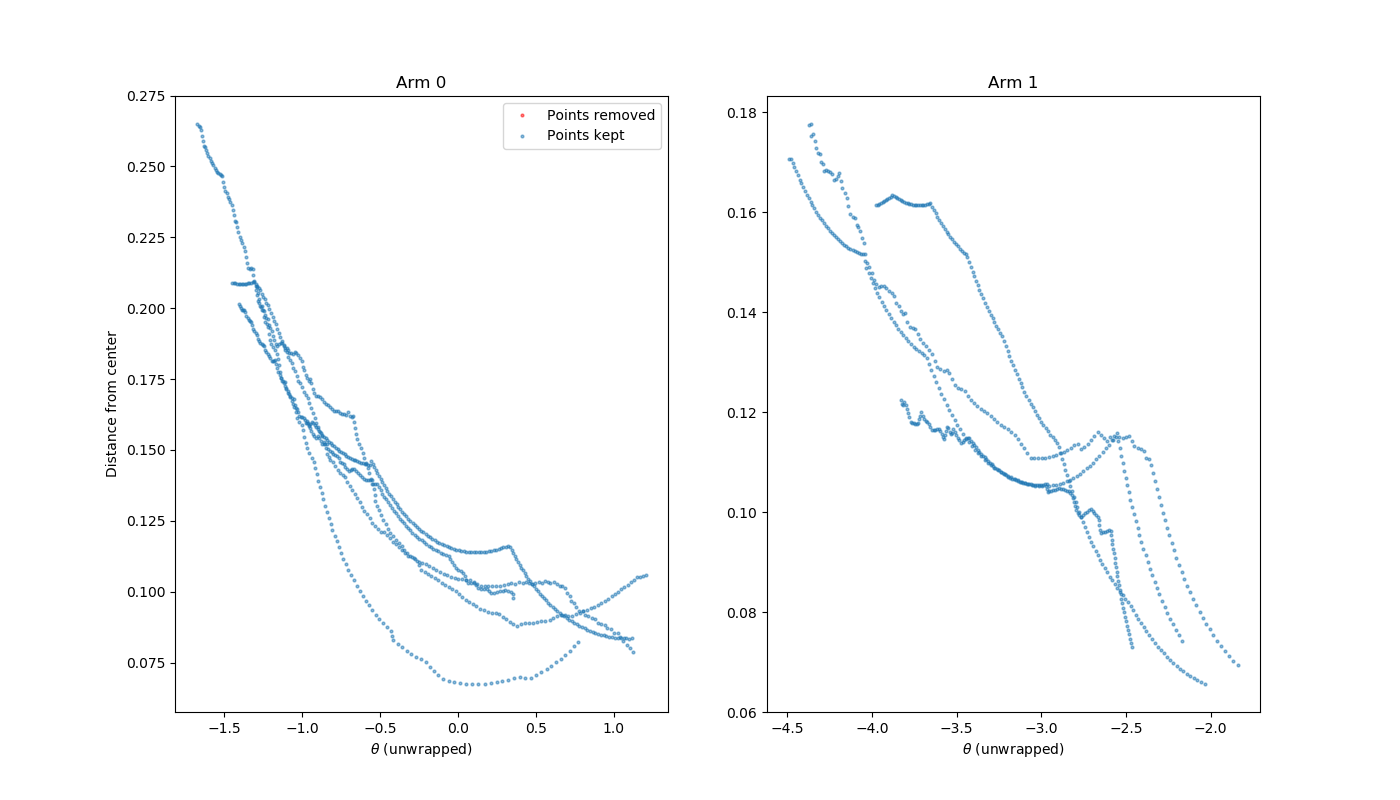 Arm 0
Arm 1
Points removed
Points kept
Distance from center
0.275
0.250
0.225
0.200
0.175
0.150
0.125
0.100
0.075
−1.5 −1.0 −0.5 0.0 0.5 1.0
θ (unwrapped)
0.18
0.16
0.14
0.12
0.10
0.08
0.06
−4.5 −4.0 −3.5 −3.0 −2.5 −2.0
θ (unwrapped)